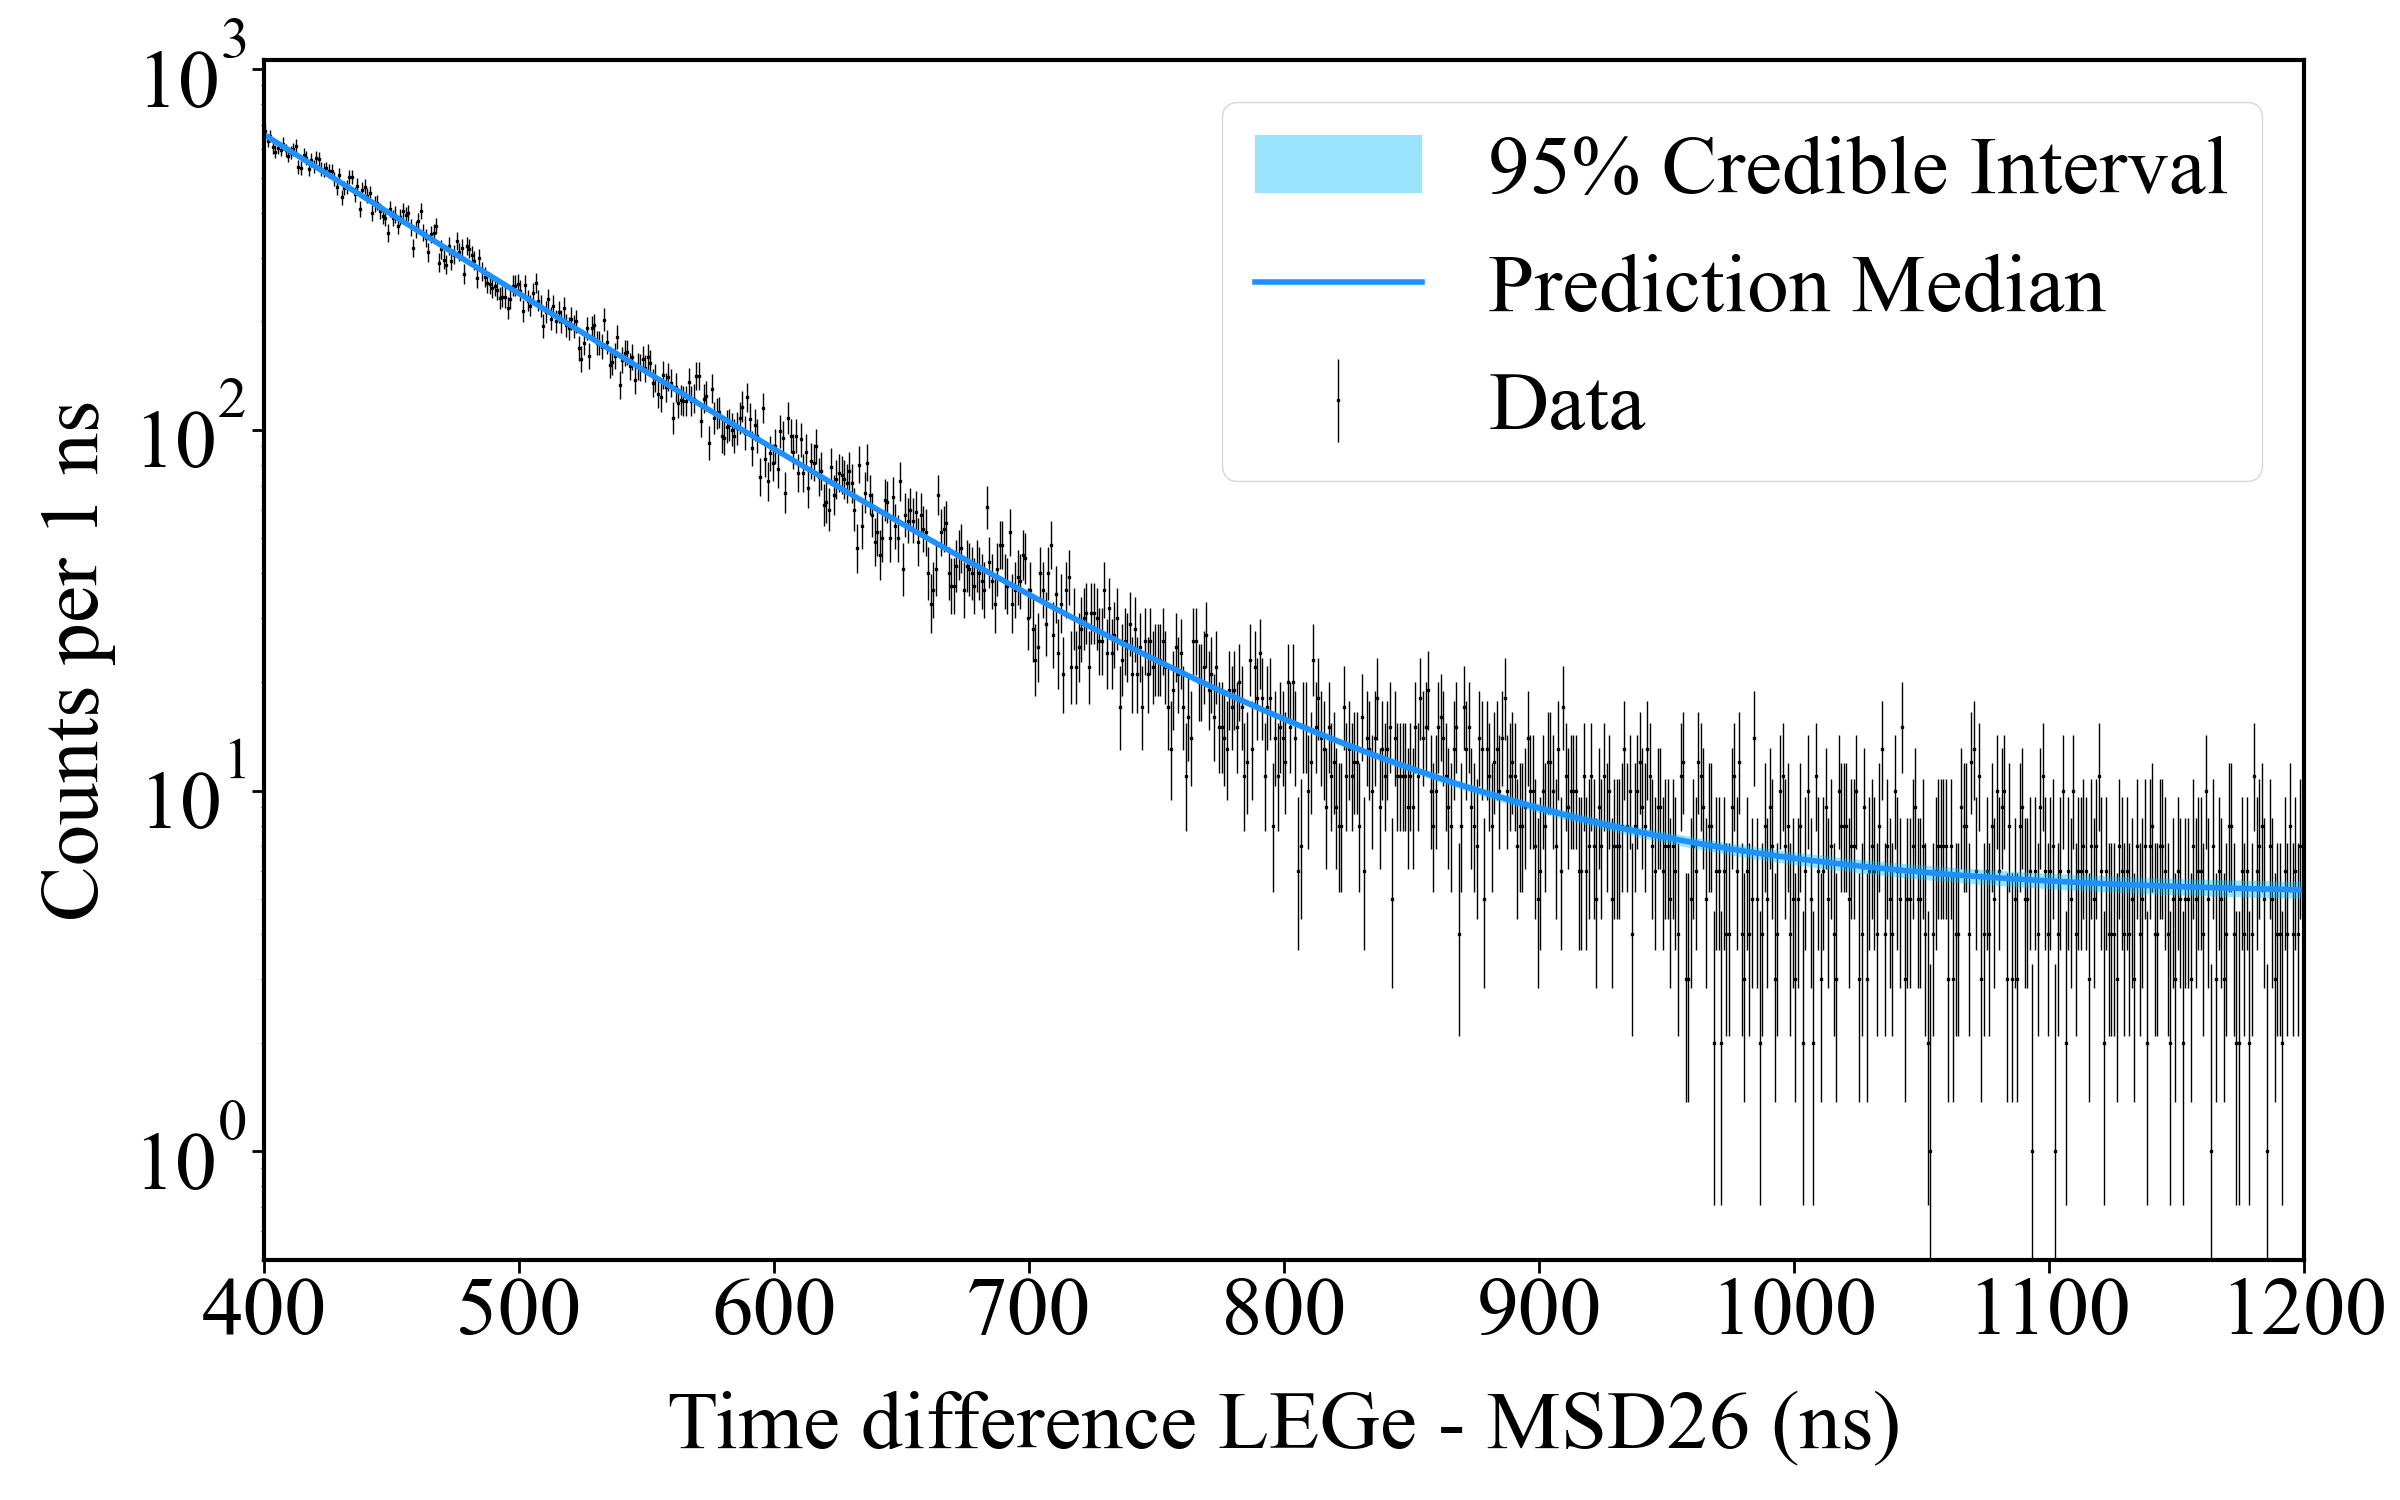 10^3
10^2
10^1
10^0
Counts per 1 ns
95% Credible Interval
Prediction Median
Data
400 500 600 700 800 900 1000 1100 1200
Time difference LEGe - MSD26 (ns)